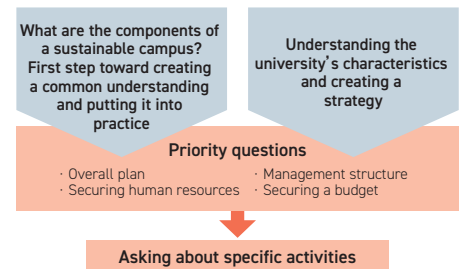 What are the components of
a sustainable campus?
First step toward creating
a common understanding
and putting it into
practice
Understanding the
university's characteristics
and creating a
strategy
Priority questions
· Overall plan
· Securing human resources
· Management structure
· Securing a budget
Asking about specific activities